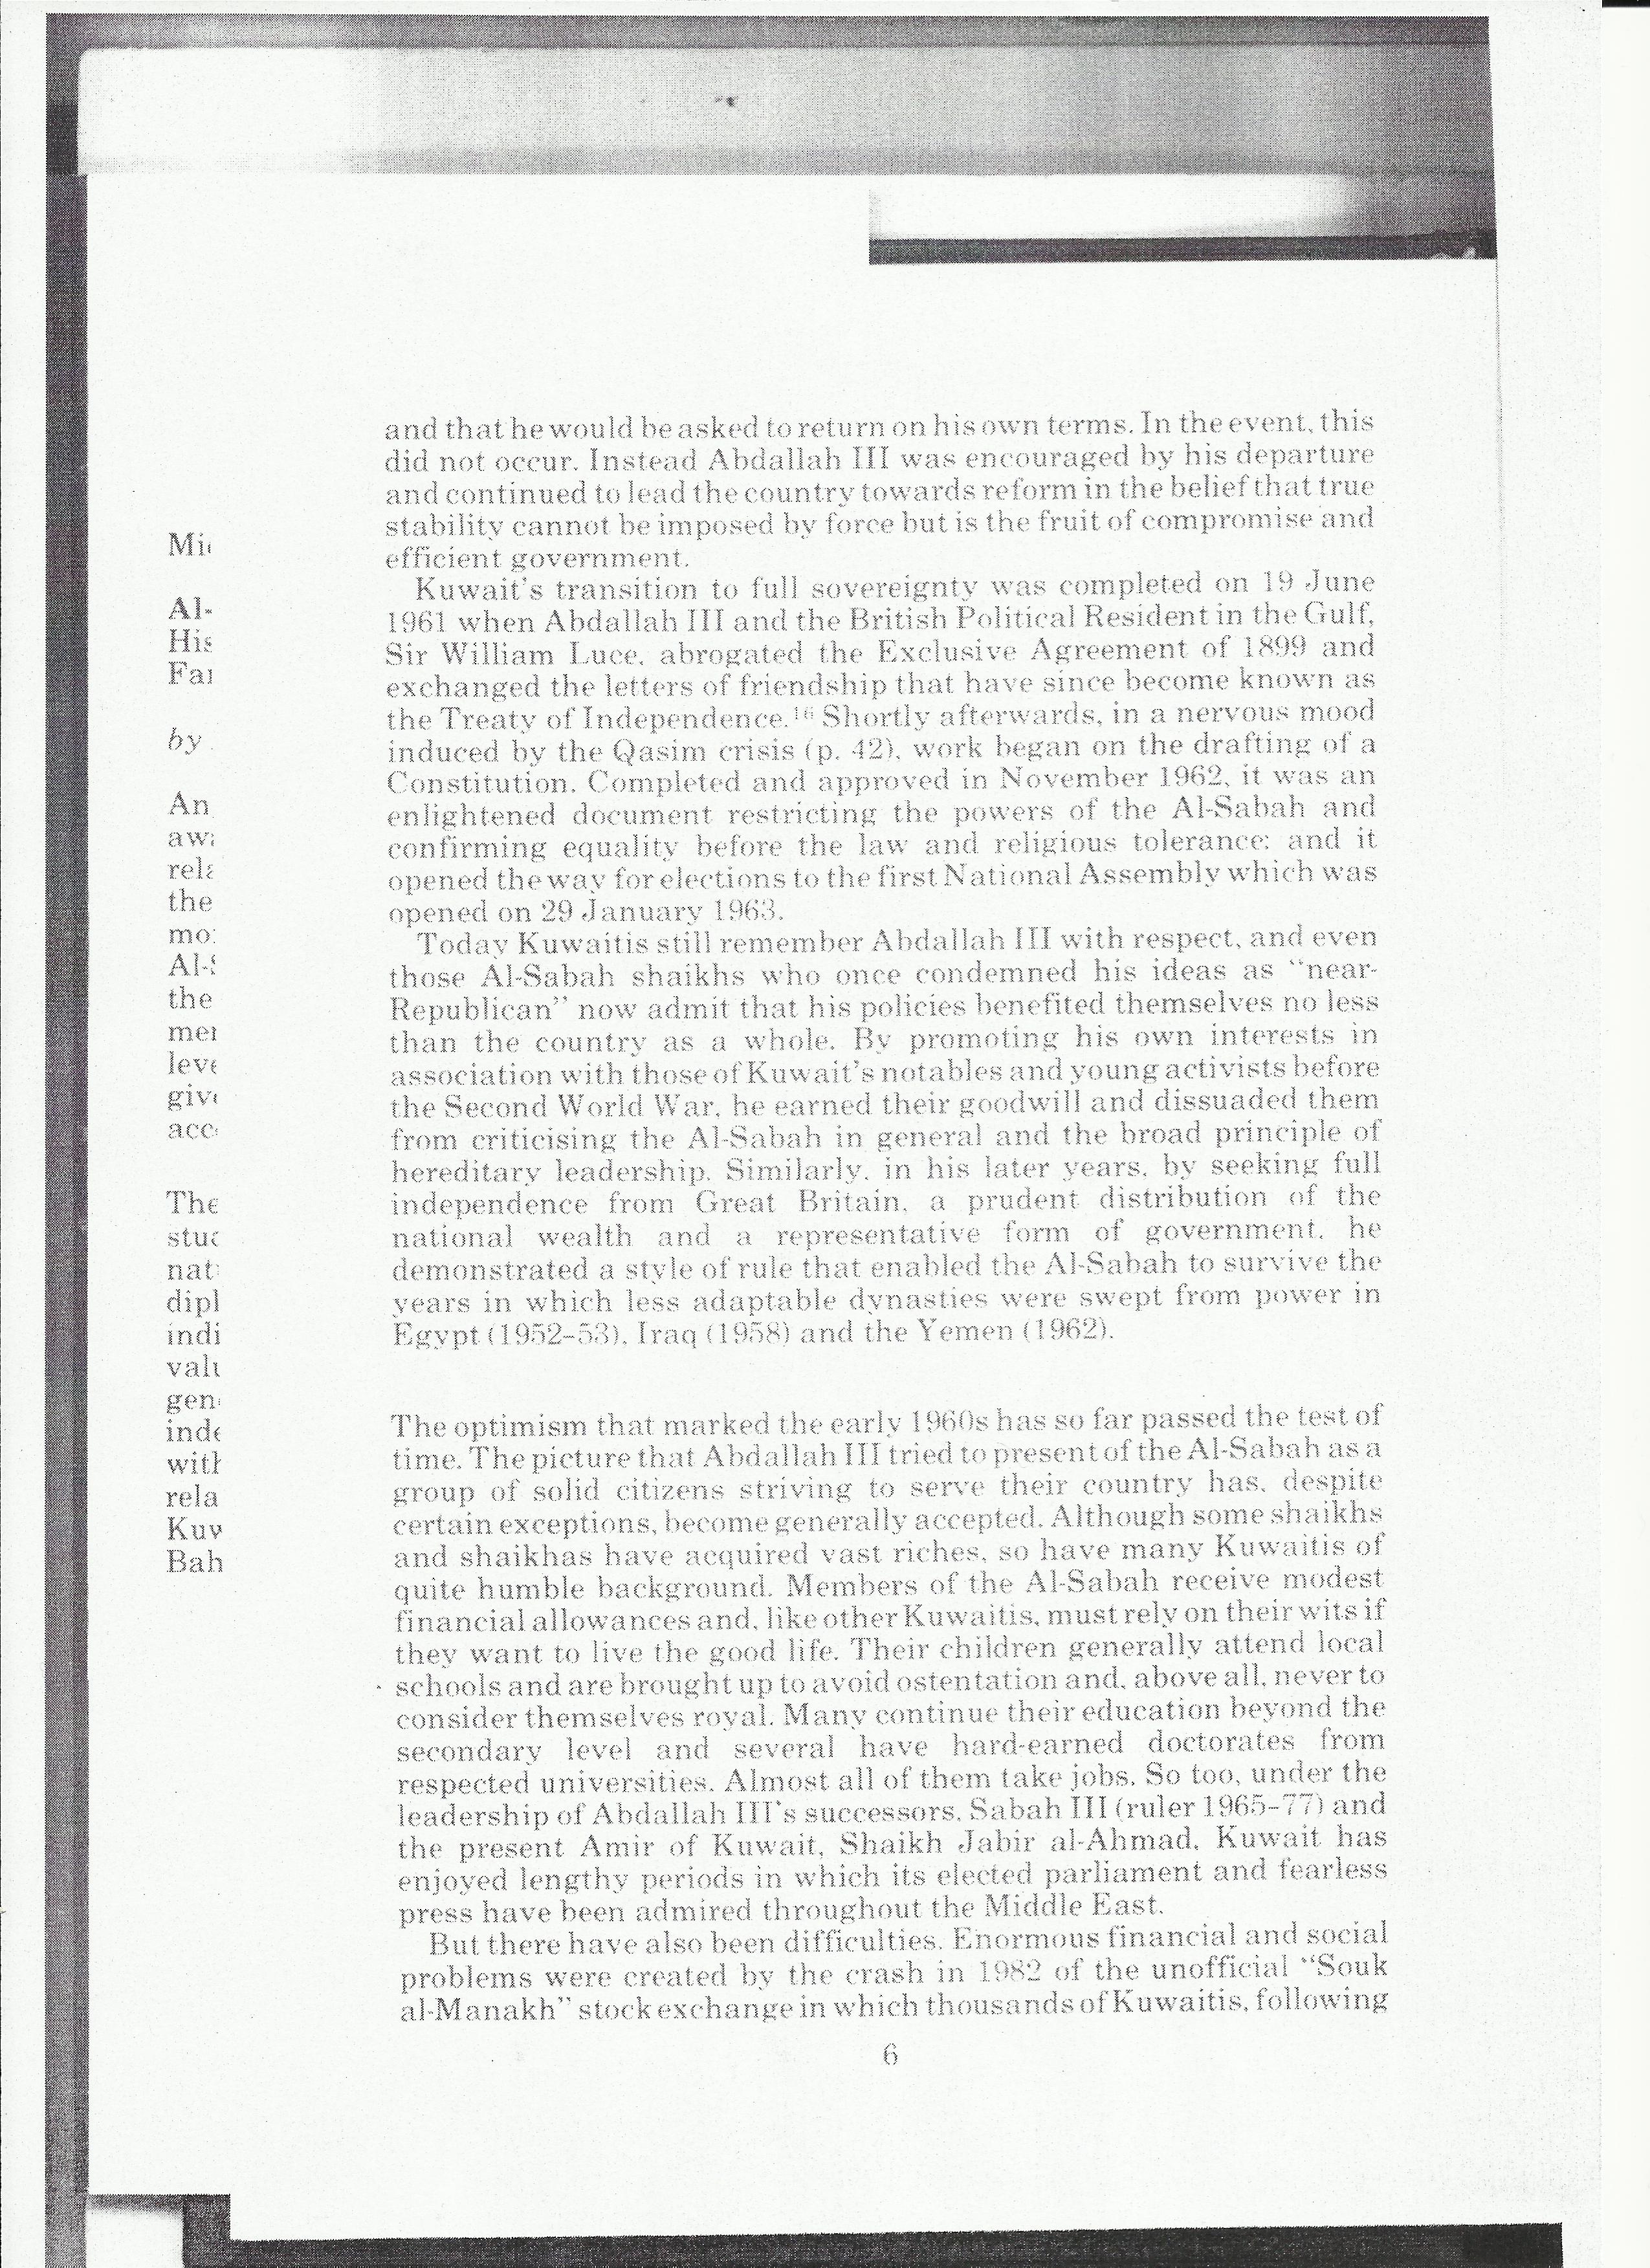 and that he would be asked to return on his own terms. In the event, this
did not occur. Instead Abdallah III was encouraged by his departure
and continued to lead the country towards reform in the belief that true
stability cannot be imposed by force but is the fruit of compromise and
efficient government.
Kuwait's transition to full sovereignty was completed on 19 June
1961 when Abdallah III and the British Political Resident in the Gulf,
Sir William Luce, abrogated the Exclusive Agreement of 1899 and
exchanged the letters of friendship that have since become known as
the Treaty of Independence.16 Shortly afterwards, in a nervous mood
induced by the Qasim crisis (p. 42), work began on the drafting of a
Constitution. Completed and approved in November 1962, it was an
enlightened document restricting the powers of the Al-Sabah and
confirming equality before the law and religious tolerance; and it
opened the way for elections to the first National Assembly which was
opened on 29 January 1963.
Today Kuwaitis still remember Abdallah III with respect, and even
those Al-Sabah shaikhs who once condemned his ideas as "near-
Republican" now admit that his policies benefited themselves no less
than the country as a whole. By promoting his own interests in
association with those of Kuwait's notables and young activists before
the Second World War, he earned their goodwill and dissuaded them
from criticising the Al-Sabah in general and the broad principle of
hereditary leadership. Similarly, in his later years, by seeking full
independence from Great Britain, a prudent distribution of the
national wealth and a representative form of government, he
demonstrated a style of rule that enabled the Al-Sabah to survive the
years in which less adaptable dynasties were swept from power in
Egypt (1952–53), Iraq (1958) and the Yemen (1962).
The optimism that marked the early 1960s has so far passed the test of
time. The picture that Abdallah III tried to present of the Al-Sabah as a
group of solid citizens striving to serve their country has, despite
certain exceptions, become generally accepted. Although some shaikhs
and shaikhas have acquired vast riches, so have many Kuwaitis of
quite humble background. Members of the Al-Sabah receive modest
financial allowances and, like other Kuwaitis, must rely on their wits if
they want to live the good life. Their children generally attend local
schools and are brought up to avoid ostentation and, above all, never to
consider themselves royal. Many continue their education beyond the
secondary level and several have hard-earned doctorates from
respected universities. Almost all of them take jobs. So too, under the
leadership of Abdallah III's successors, Sabah III (ruler 1965–77) and
the present Amir of Kuwait, Shaikh Jabir al-Ahmad, Kuwait has
enjoyed lengthy periods in which its elected parliament and fearless
press have been admired throughout the Middle East.
But there have also been difficulties. Enormous financial and social
problems were created by the crash in 1982 of the unofficial "Souk
al-Manakh" stock exchange in which thousands of Kuwaitis, following
6
Al-
His
by
An
the
the
The
dipl
indi
rela
Bah